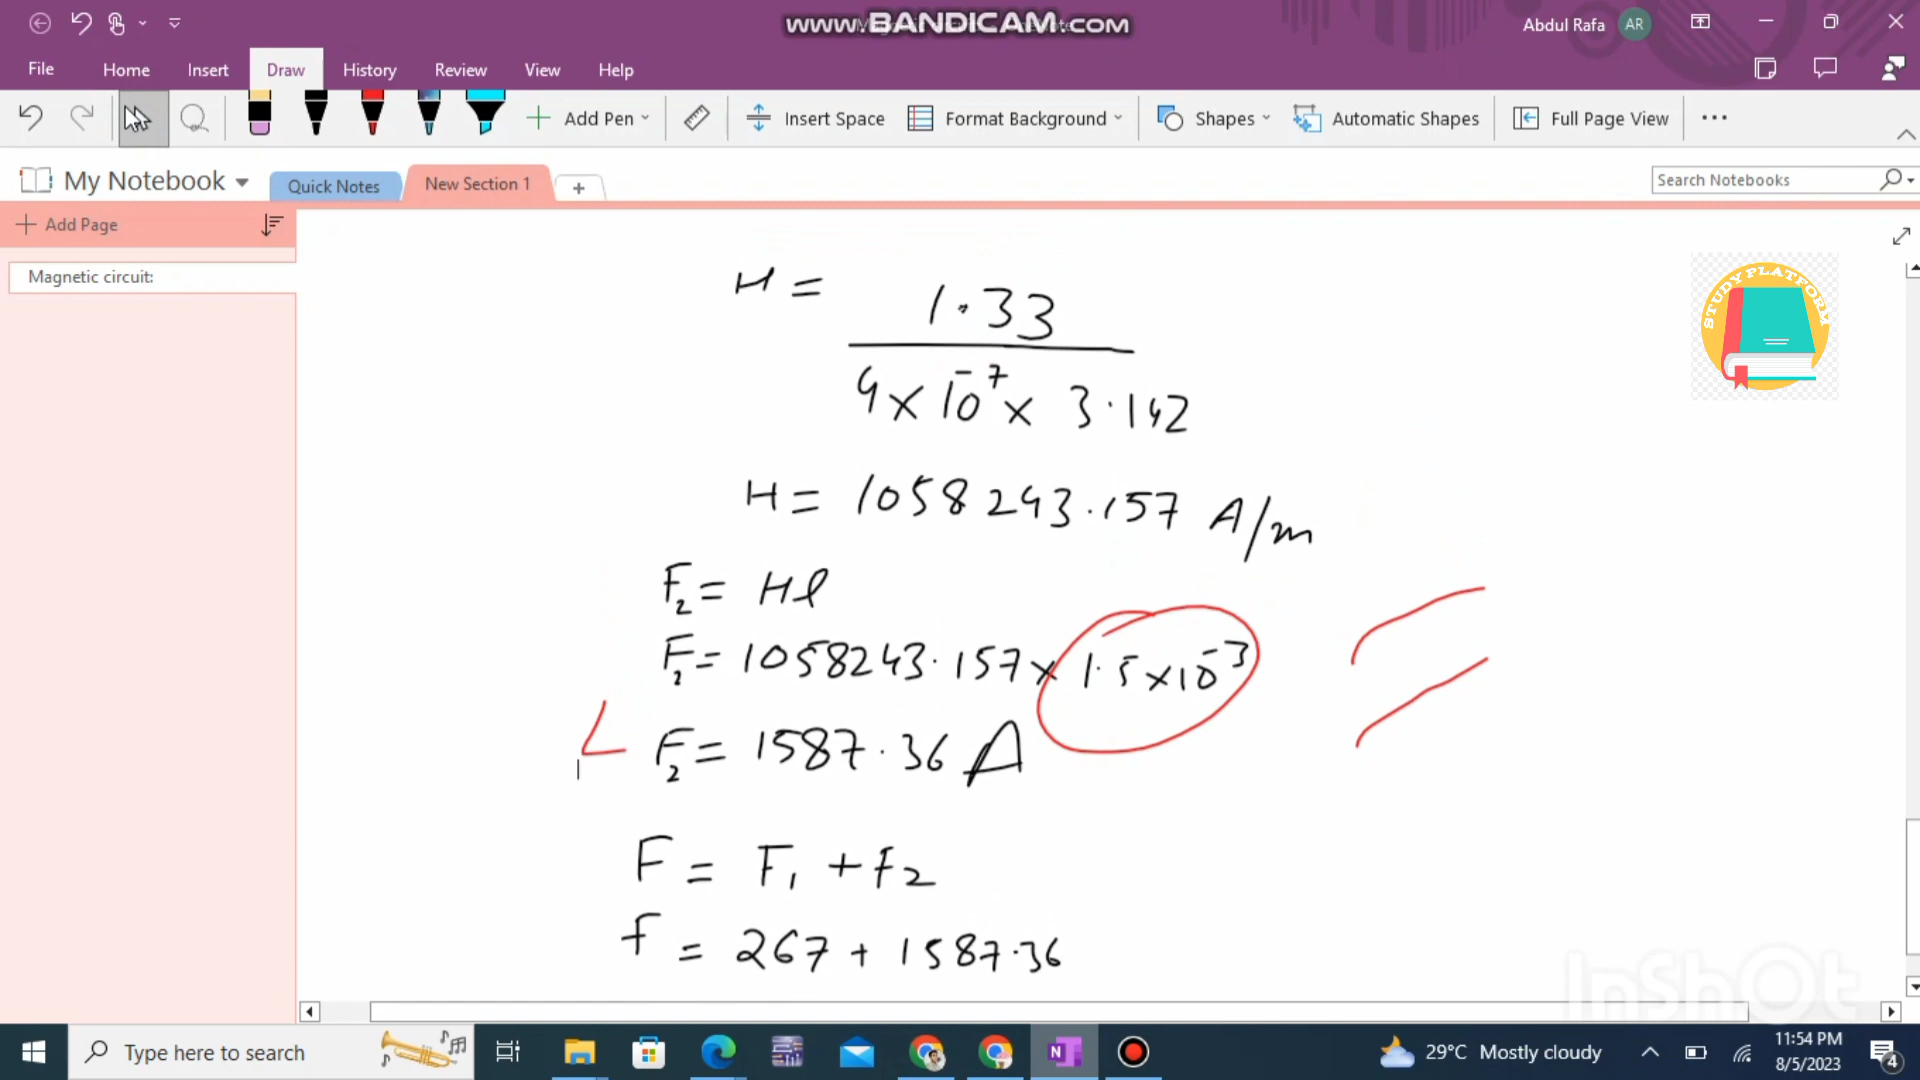 www.BANDICAM.com
Abdul Rafa AR
File Home Insert Draw History Review View Help
Add Pen Insert Space Format Background Shapes Automatic Shapes Full Page View
My Notebook Quick Notes New Section 1 + Search Notebooks
Add Page
Magnetic circuit:
STUDY PLATFORM
H = 1.33
4 × 10⁻⁷ × 3.142
H = 1058243.157 A/m
F₂ = Hl
F₂ = 1058243.157 × 1.5 × 10⁻³
F₂ = 1587.36 A
F = F₁ + F₂
F = 267 + 1587.36
InShOt
Type here to search
29°C Mostly cloudy
11:54 PM
8/5/2023
4